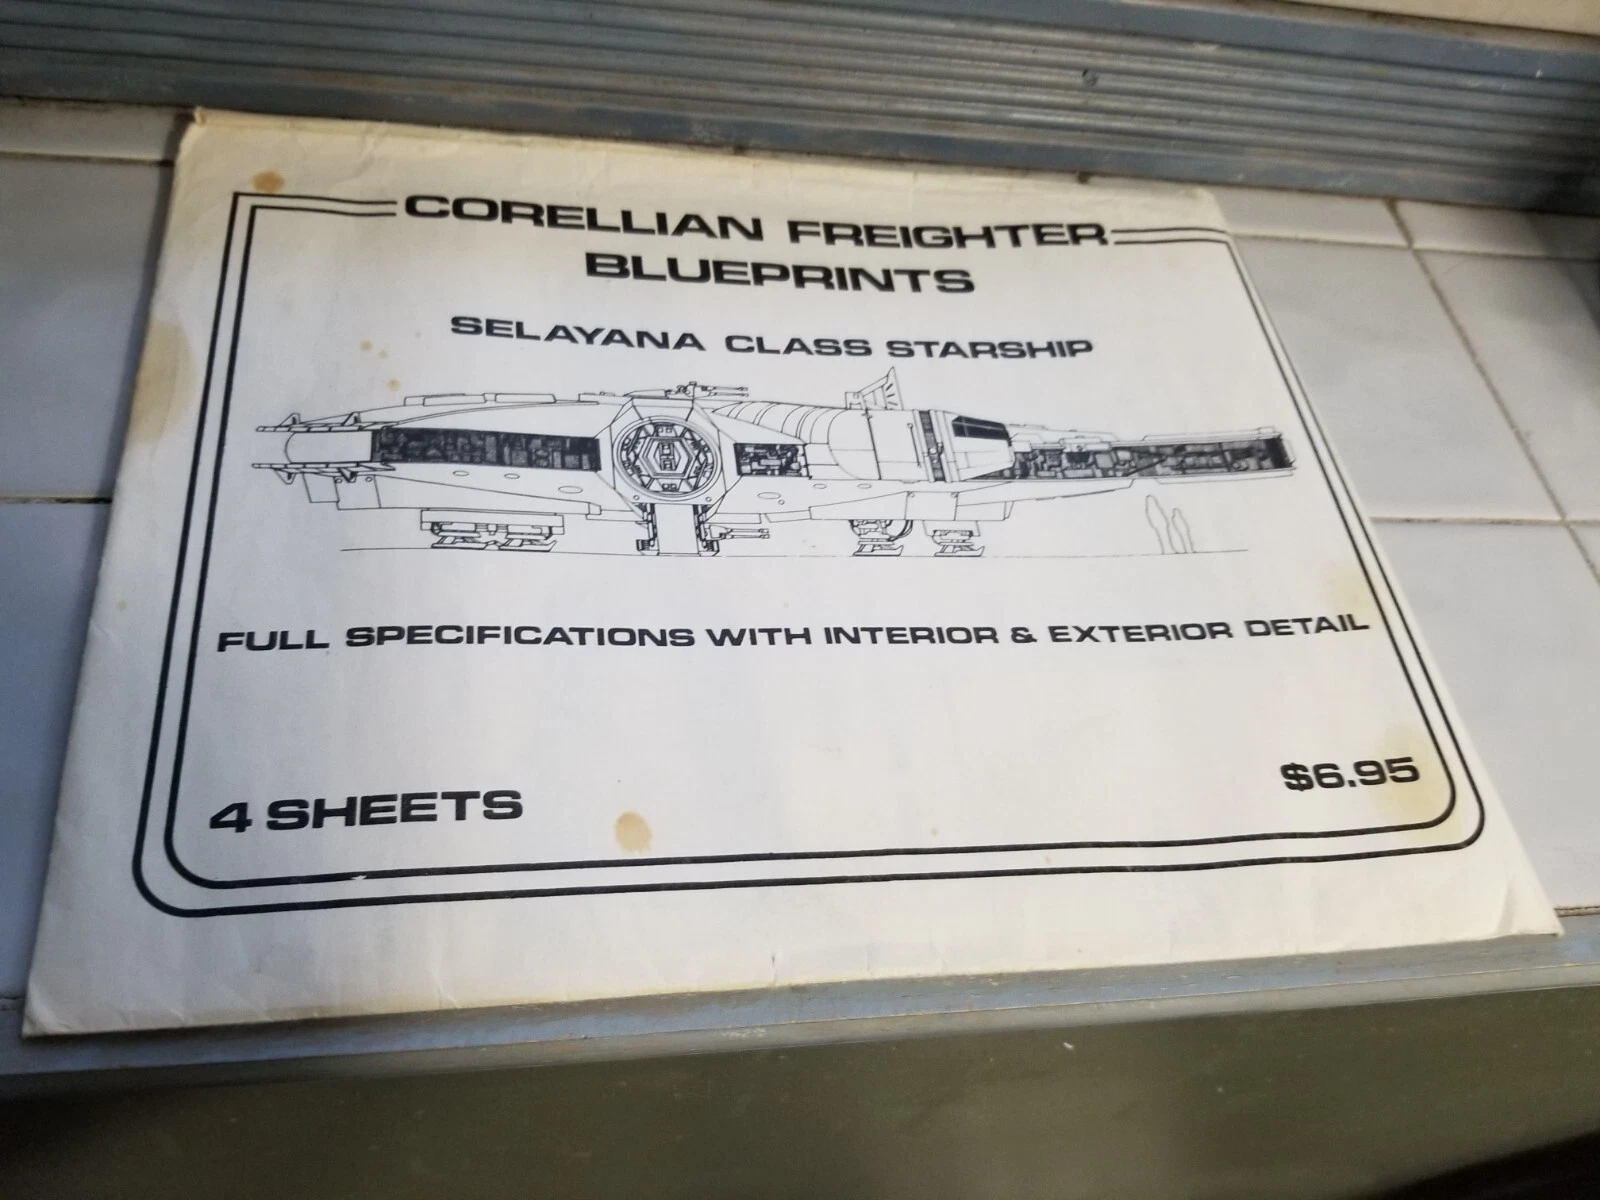 CORELLIAN FREIGHTER
BLUEPRINTS
SELAYANA CLASS STARSHIP
FULL SPECIFICATIONS WITH INTERIOR & EXTERIOR DETAIL
4 SHEETS
$6.95